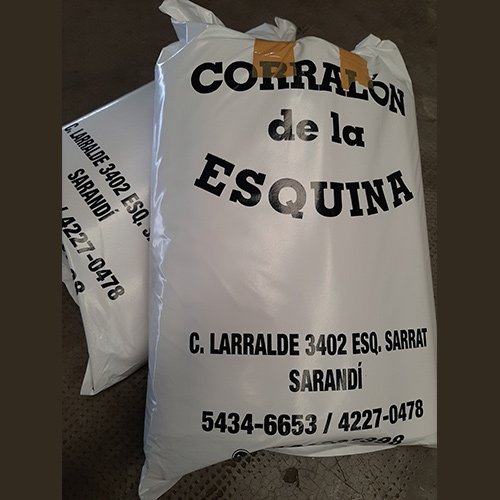 CORRALÓN
de la
ESQUINA
C. LARRALDE 3402 ESQ. SARRAT
SARANDÍ
5434-6653 / 4227-0478
C. LARRALDE 3402 ESQ.
SARANDÍ
/ 4227-0478